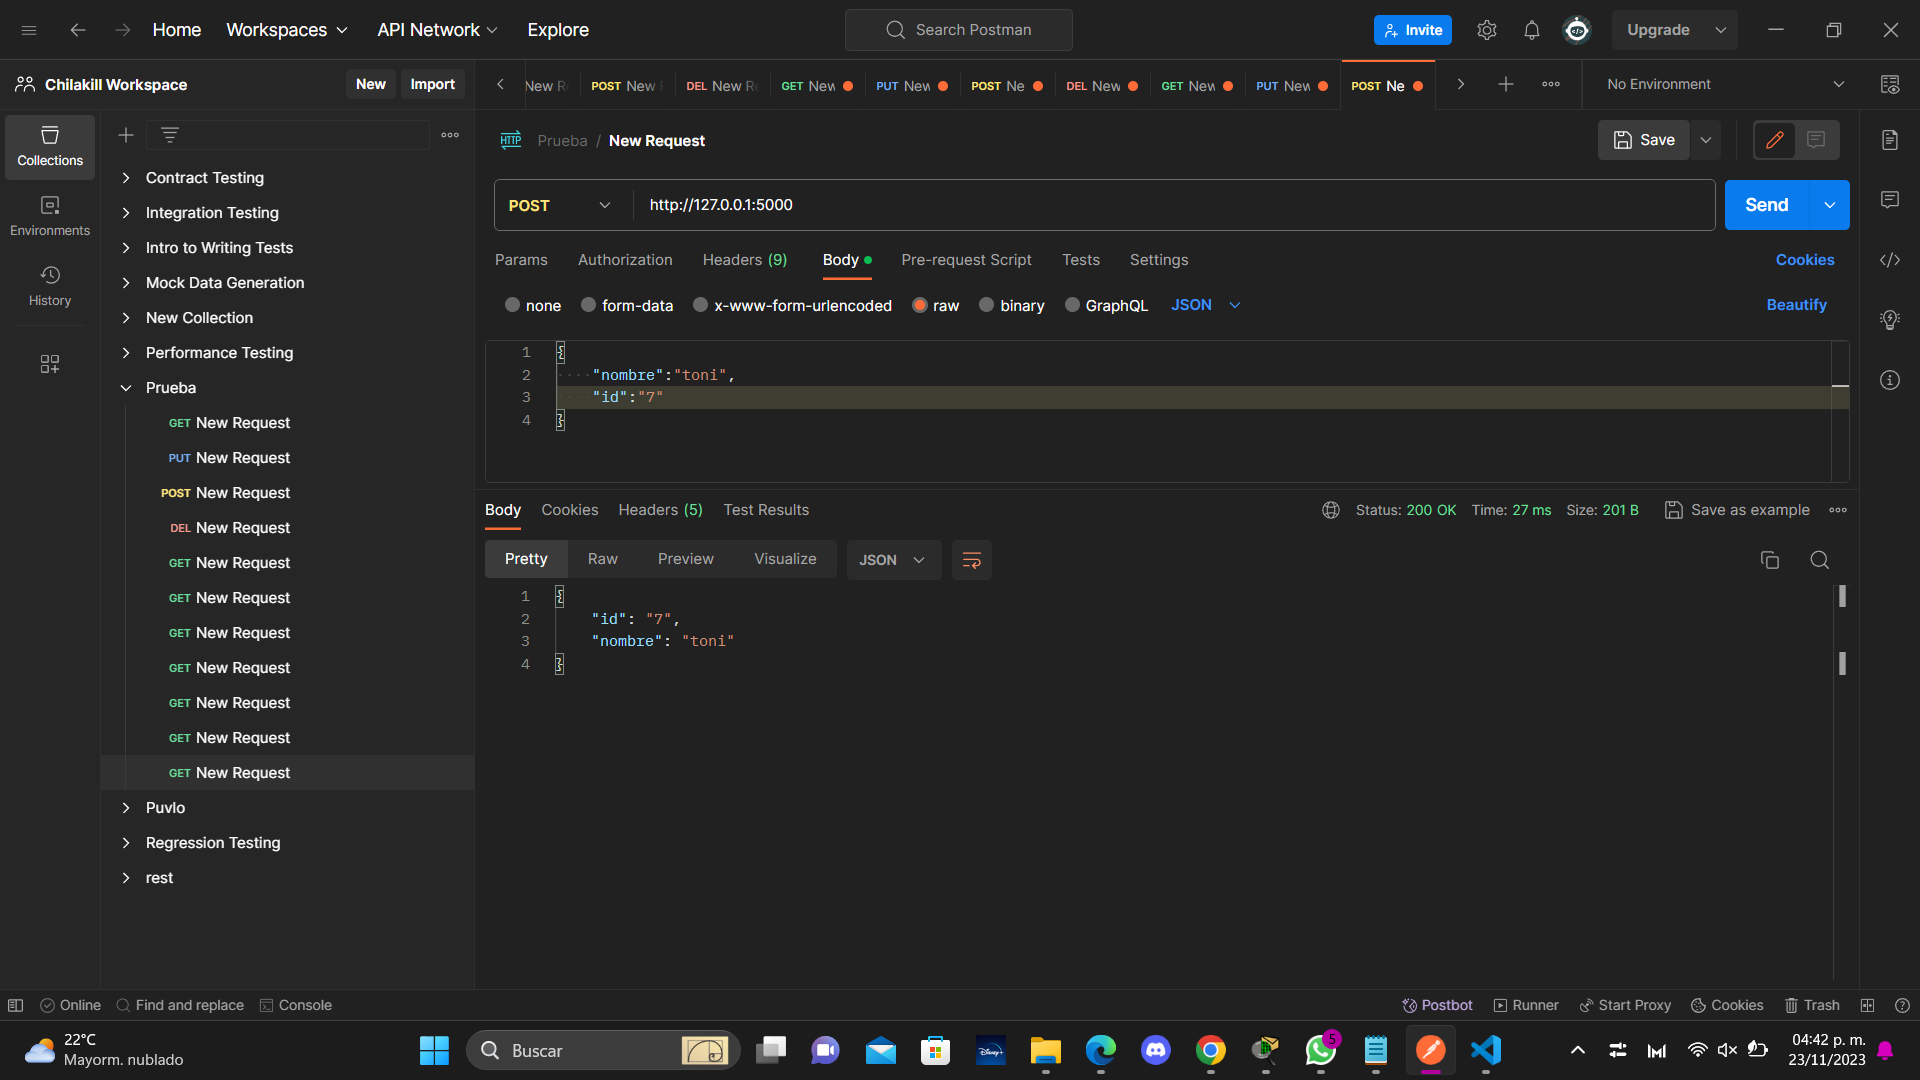 Home
Workspaces
API Network
Explore
Search Postman
Invite
Upgrade
Chilakill Workspace
New
Import
New R
POST New
DEL New Re
GET New
PUT New
POST Ne
DEL New
GET New
PUT New
POST Ne
No Environment
Collections
Environments
History
Contract Testing
Integration Testing
Intro to Writing Tests
Mock Data Generation
New Collection
Performance Testing
Prueba
GET New Request
PUT New Request
POST New Request
DEL New Request
GET New Request
GET New Request
GET New Request
GET New Request
GET New Request
GET New Request
GET New Request
Puvlo
Regression Testing
rest
HTTP Prueba / New Request
Save
POST
http://127.0.0.1:5000
Send
Params
Authorization
Headers (9)
Body
Pre-request Script
Tests
Settings
Cookies
none
form-data
x-www-form-urlencoded
raw
binary
GraphQL
JSON
Beautify
1 {
2 ····"nombre":"toni",
3 ····"id":"7"
4 }
Body
Cookies
Headers (5)
Test Results
Status: 200 OK
Time: 27 ms
Size: 201 B
Save as example
Pretty
Raw
Preview
Visualize
JSON
1 {
2 "id": "7",
3 "nombre": "toni"
4 }
Online
Find and replace
Console
Postbot
Runner
Start Proxy
Cookies
Trash
22°C
Mayorm. nublado
Buscar
Disney+
5
04:42 p. m.
23/11/2023